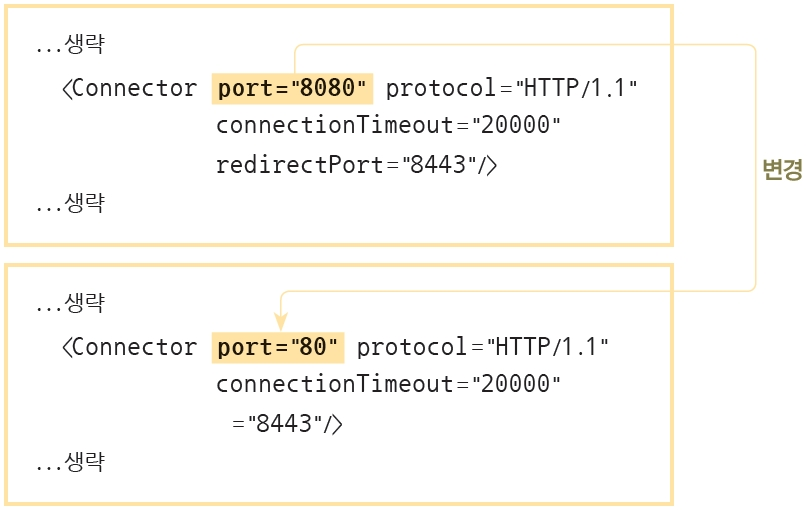 ...생략
<Connector port="8080" protocol="HTTP/1.1"
connectionTimeout="20000"
redirectPort="8443"/>
...생략
변경
...생략
<Connector port="80" protocol="HTTP/1.1"
connectionTimeout="20000"
="8443"/>
...생략